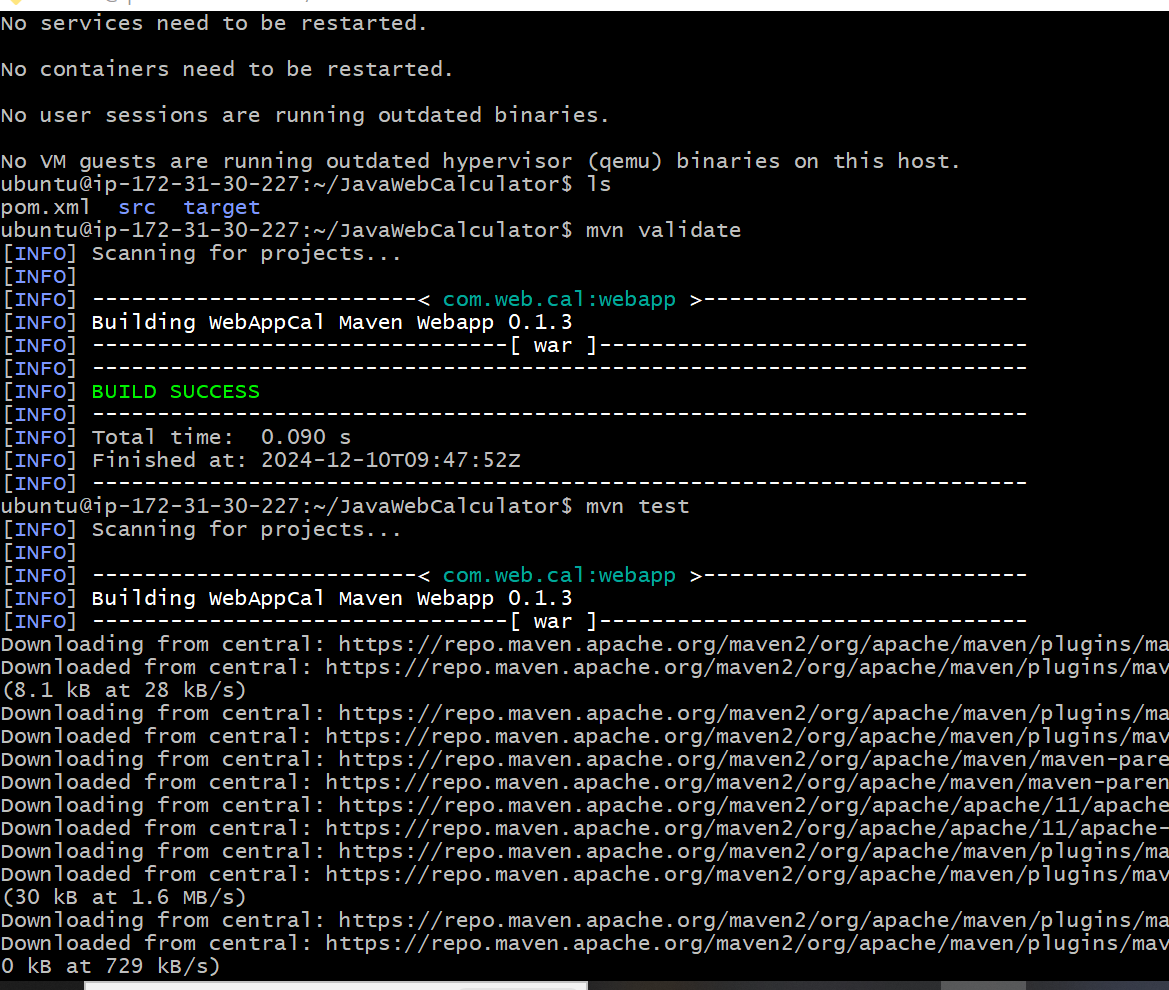 No services need to be restarted.
No containers need to be restarted.
No user sessions are running outdated binaries.
No VM guests are running outdated hypervisor (qemu) binaries on this host.
ubuntu@ip-172-31-30-227:~/JavaWebCalculator$ ls
pom.xml  src  target
ubuntu@ip-172-31-30-227:~/JavaWebCalculator$ mvn validate
[INFO] Scanning for projects...
[INFO]
[INFO] -------------------------< com.web.cal:webapp >-------------------------
[INFO] Building WebAppCal Maven Webapp 0.1.3
[INFO] --------------------------------[ war ]---------------------------------
[INFO] ------------------------------------------------------------------------
[INFO] BUILD SUCCESS
[INFO] ------------------------------------------------------------------------
[INFO] Total time:  0.090 s
[INFO] Finished at: 2024-12-10T09:47:52Z
[INFO] ------------------------------------------------------------------------
ubuntu@ip-172-31-30-227:~/JavaWebCalculator$ mvn test
[INFO] Scanning for projects...
[INFO]
[INFO] -------------------------< com.web.cal:webapp >-------------------------
[INFO] Building WebAppCal Maven Webapp 0.1.3
[INFO] --------------------------------[ war ]---------------------------------
Downloading from central: https://repo.maven.apache.org/maven2/org/apache/maven/plugins/ma
Downloaded from central: https://repo.maven.apache.org/maven2/org/apache/maven/plugins/mav
(8.1 kB at 28 kB/s)
Downloading from central: https://repo.maven.apache.org/maven2/org/apache/maven/plugins/ma
Downloaded from central: https://repo.maven.apache.org/maven2/org/apache/maven/plugins/mav
Downloading from central: https://repo.maven.apache.org/maven2/org/apache/maven/maven-pare
Downloaded from central: https://repo.maven.apache.org/maven2/org/apache/maven/maven-paren
Downloading from central: https://repo.maven.apache.org/maven2/org/apache/apache/11/apache
Downloaded from central: https://repo.maven.apache.org/maven2/org/apache/apache/11/apache-
Downloading from central: https://repo.maven.apache.org/maven2/org/apache/maven/plugins/ma
Downloaded from central: https://repo.maven.apache.org/maven2/org/apache/maven/plugins/mav
(30 kB at 1.6 MB/s)
Downloading from central: https://repo.maven.apache.org/maven2/org/apache/maven/plugins/ma
Downloaded from central: https://repo.maven.apache.org/maven2/org/apache/maven/plugins/mav
0 kB at 729 kB/s)